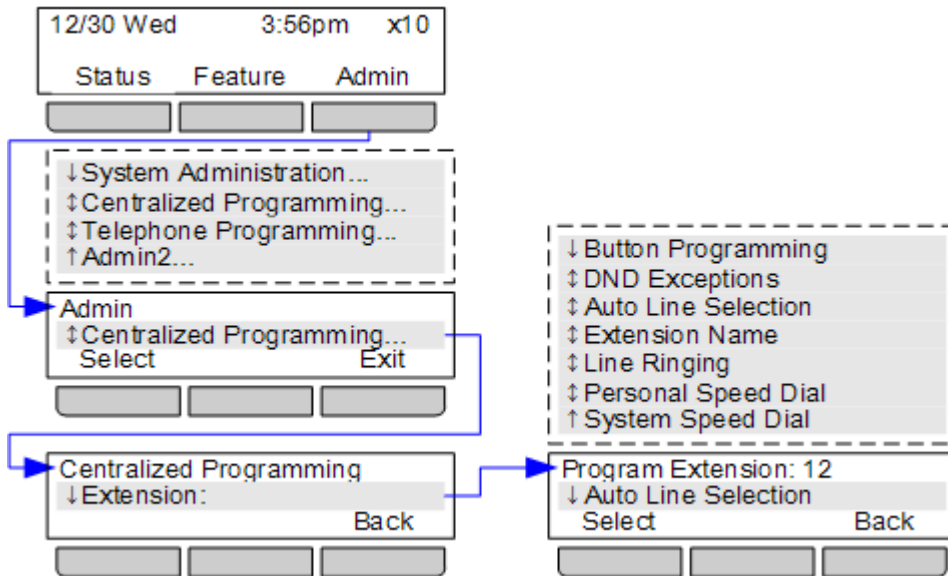 12/30 Wed 3:56pm x10
Status Feature Admin
↓System Administration...
↕Centralized Programming...
↕Telephone Programming...
↑Admin2...
Admin
↕Centralized Programming...
Select Exit
Centralized Programming
↓Extension:
Back
↓Button Programming
↕DND Exceptions
↕Auto Line Selection
↕Extension Name
↕Line Ringing
↕Personal Speed Dial
↑System Speed Dial
Program Extension: 12
↓Auto Line Selection
Select Back